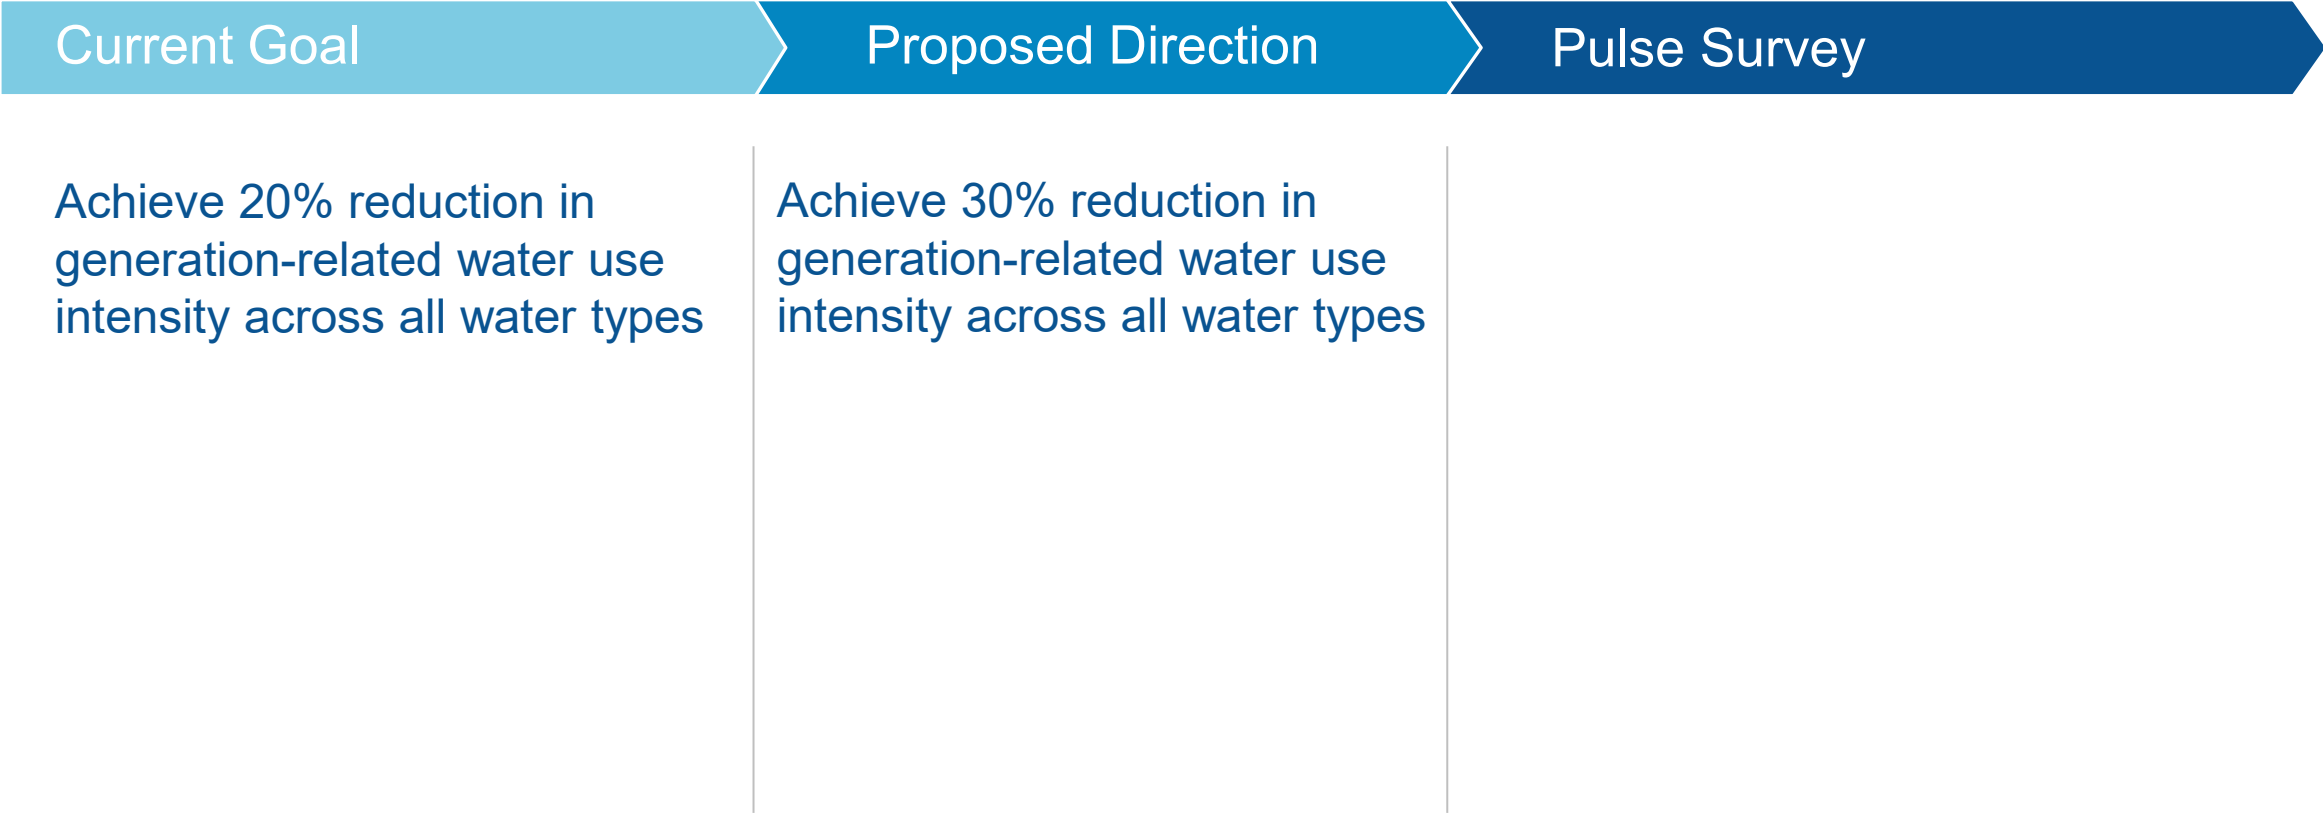 Current Goal
Proposed Direction
Pulse Survey
Achieve 20% reduction in
generation-related water use
intensity across all water types
Achieve 30% reduction in
generation-related water use
intensity across all water types